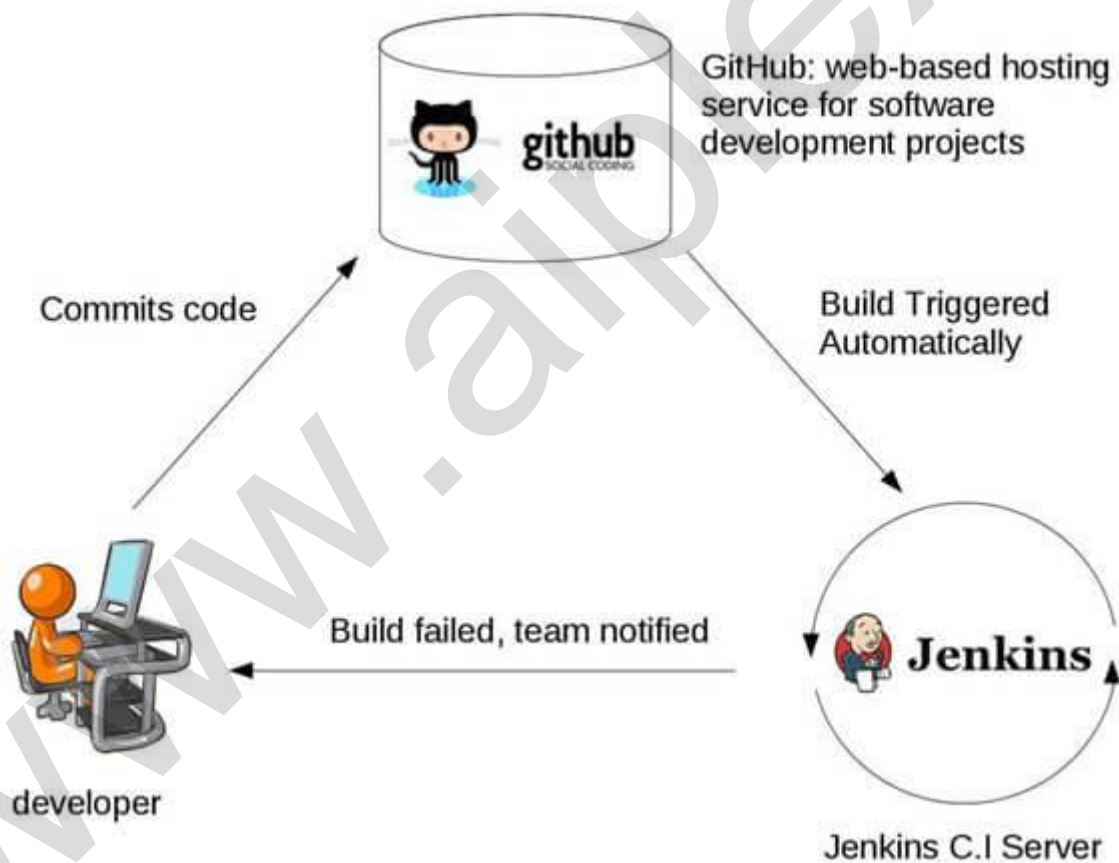 GitHub: web-based hosting
service for software
development projects
github
SOCIAL CODING
Commits code
Build Triggered
Automatically
Build failed, team notified
Jenkins
developer
Jenkins C.I Server
www.aiple